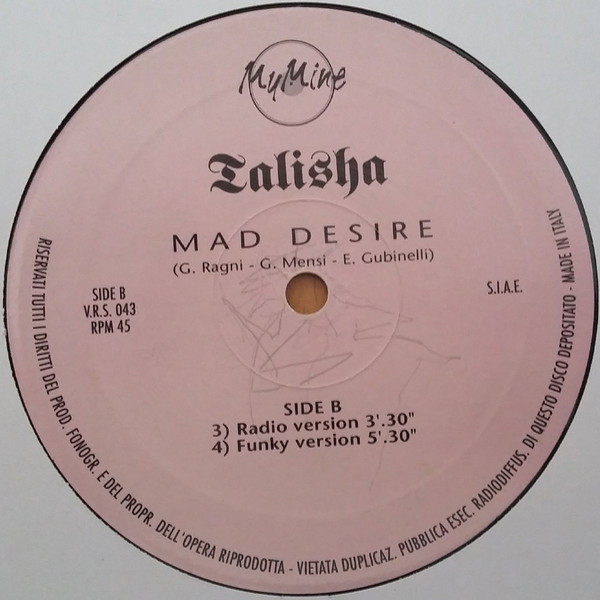 MyMine
Talisha
MAD DESIRE
(G. Ragni - G. Mensi - E. Gubinelli)
SIDE B
V.R.S. 043
RPM 45
S.I.A.E.
SIDE B
3) Radio version 3'.30"
4) Funky version 5'.30"
RISERVATI TUTTI I DIRITTI DEL PROD. FONOGR. E DEL PROPR. DELL'OPERA RIPRODOTTA - VIETATA DUPLICAZ. PUBBLICA ESEC. RADIODIFFUS. DI QUESTO DISCO DEPOSITATO - MADE IN ITALY